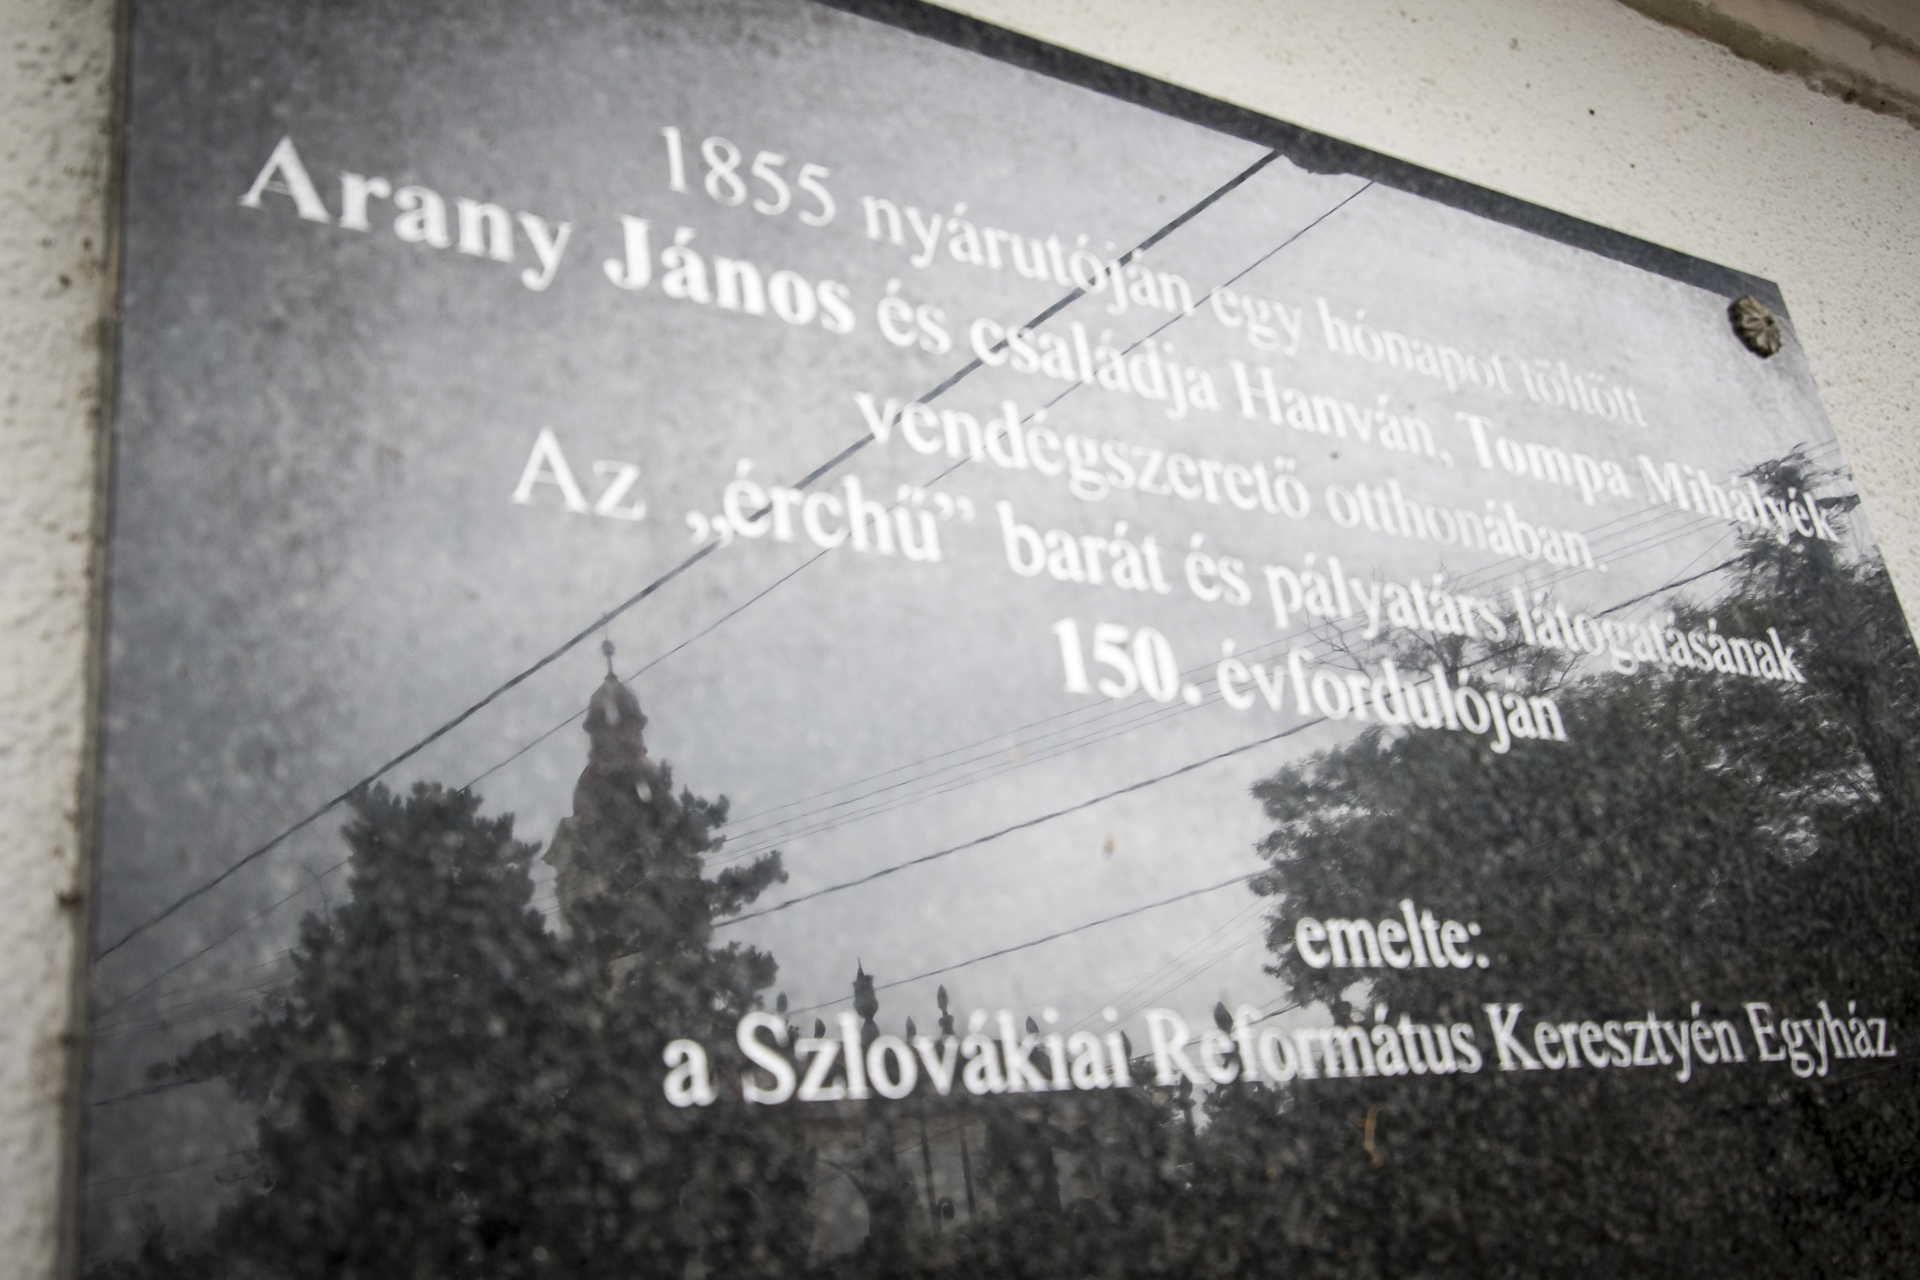 1855 nyárutóján egy hónapot töltött
Arany János és családja Hanván, Tompa Mihályék
vendégszerető otthonában.
Az „érchű” barát és pályatárs látogatásának
150. évfordulóján
emelte:
a Szlovákiai Református Keresztyén Egyház